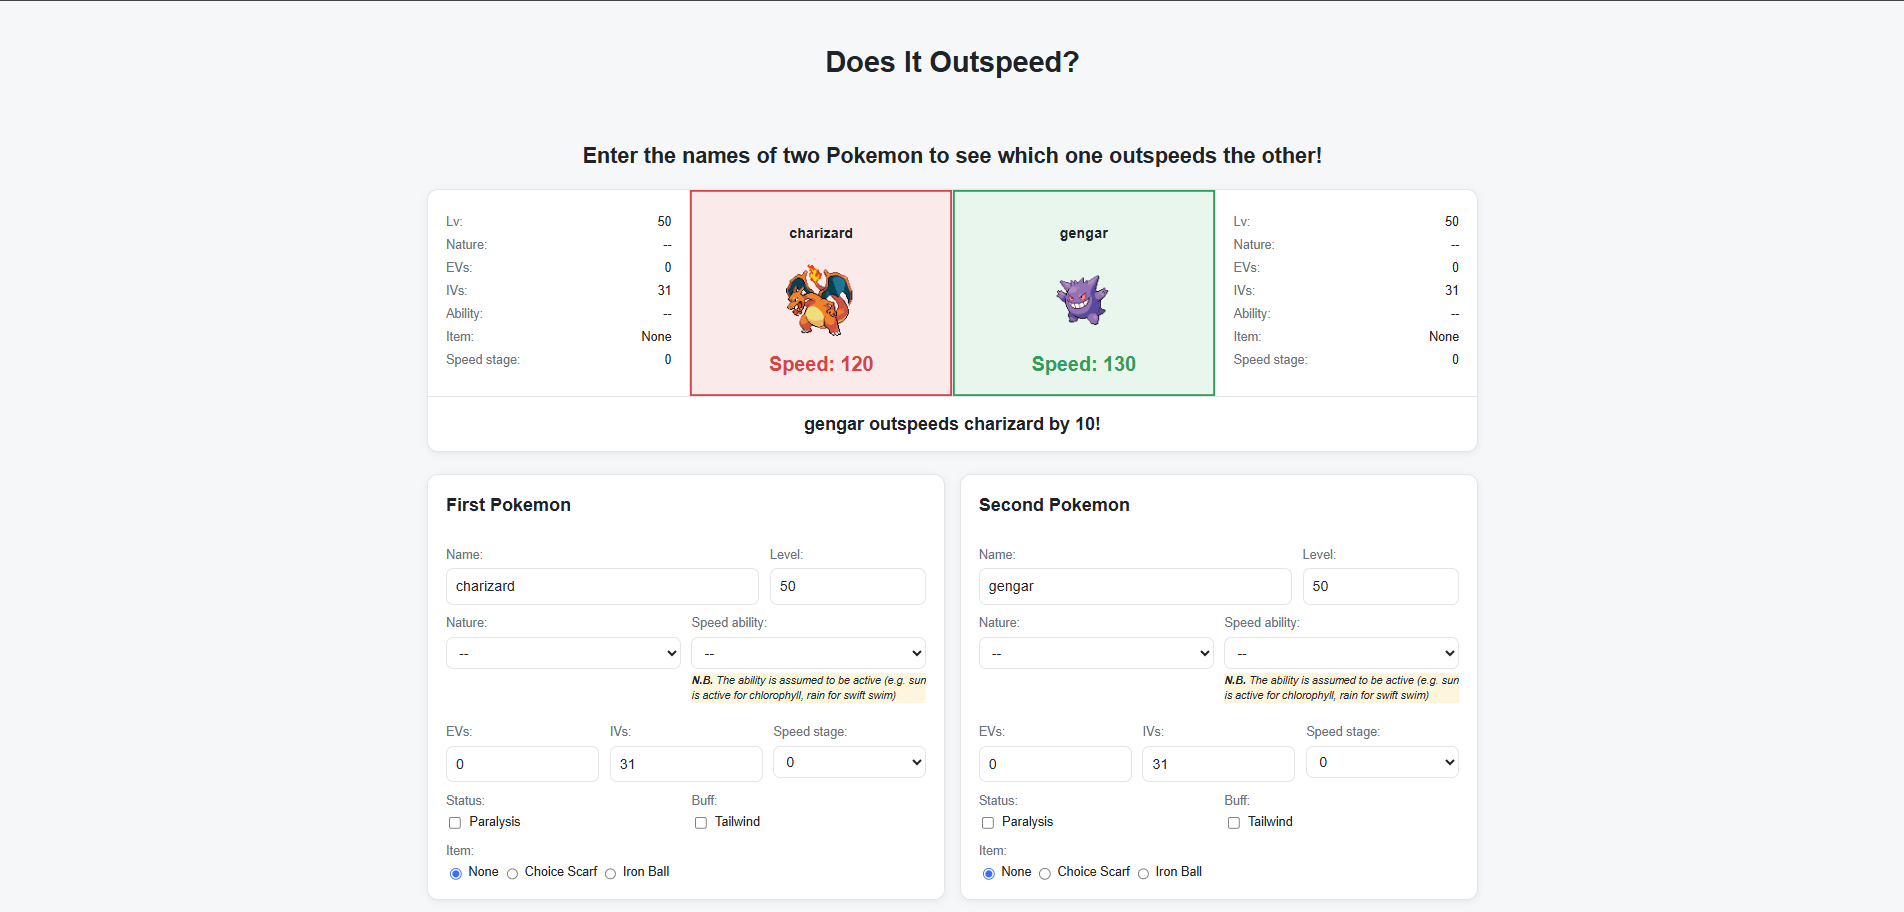 Does It Outspeed?
Enter the names of two Pokemon to see which one outspeeds the other!
Lv: 50
Nature: --
EVs: 0
IVs: 31
Ability: --
Item: None
Speed stage: 0
charizard
Speed: 120
gengar
Speed: 130
Lv: 50
Nature: --
EVs: 0
IVs: 31
Ability: --
Item: None
Speed stage: 0
gengar outspeeds charizard by 10!
First Pokemon
Name: Level:
charizard 50
Nature: Speed ability:
-- --
N.B. The ability is assumed to be active (e.g. sun
is active for chlorophyll, rain for swift swim)
EVs: IVs: Speed stage:
0 31 0
Status: Buff:
Paralysis Tailwind
Item:
None Choice Scarf Iron Ball
Second Pokemon
Name: Level:
gengar 50
Nature: Speed ability:
-- --
N.B. The ability is assumed to be active (e.g. sun
is active for chlorophyll, rain for swift swim)
EVs: IVs: Speed stage:
0 31 0
Status: Buff:
Paralysis Tailwind
Item:
None Choice Scarf Iron Ball